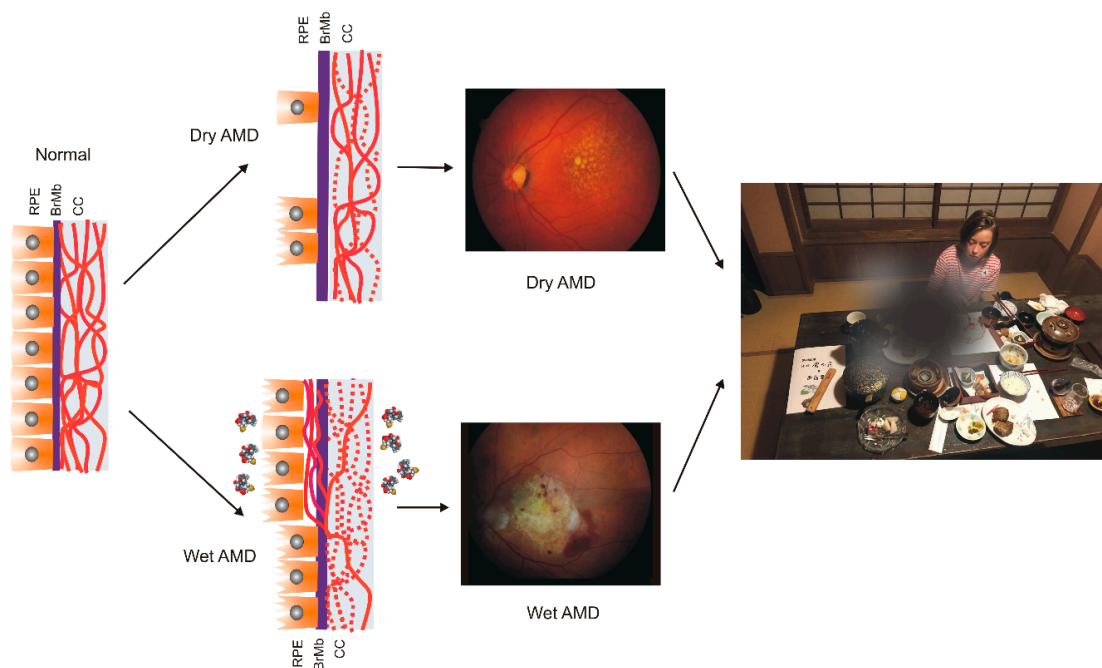 RPE
BrMb
CC
Dry AMD
Normal
RPE
BrMb
CC
Dry AMD
Wet AMD
Wet AMD
RPE
BrMb
CC